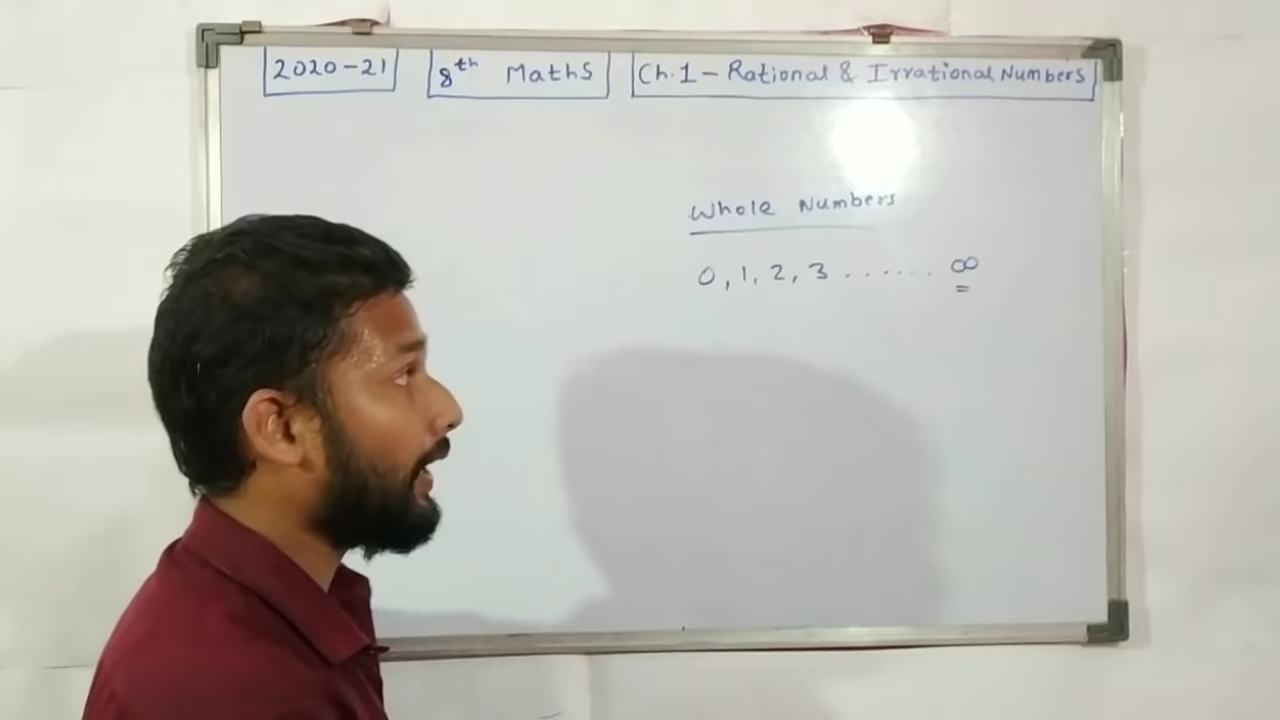 2020-21 8th Maths Ch.1 - Rational & Irrational Numbers
Whole Numbers
0, 1, 2, 3 ....... ∞